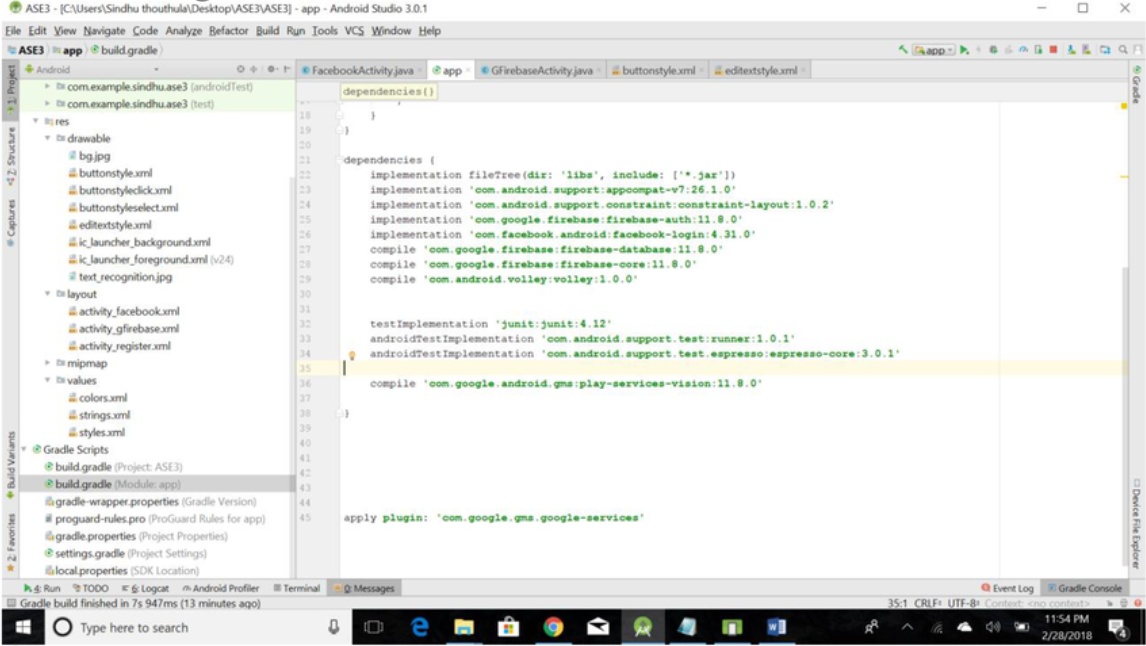 ASE3 - [C:\Users\Sindhu thouthula\Desktop\ASE3\ASE3] - app - Android Studio 3.0.1
File Edit View Navigate Code Analyze Refactor Build Run Tools VCS Window Help
ASE3 app build.gradle
app
Android
FacebookActivity.java app GFirebaseActivity.java buttonstyle.xml editextstyle.xml
1: Project
Z: Structure
Captures
Build Variants
2: Favorites
com.example.sindhu.ase3 (androidTest)
com.example.sindhu.ase3 (test)
res
drawable
bg.jpg
buttonstyle.xml
buttonstyleclick.xml
buttonstyleselect.xml
editextstyle.xml
ic_launcher_background.xml
ic_launcher_foreground.xml (v24)
text_recognition.jpg
layout
activity_facebook.xml
activity_gfirebase.xml
activity_register.xml
mipmap
values
colors.xml
strings.xml
styles.xml
Gradle Scripts
build.gradle (Project: ASE3)
build.gradle (Module: app)
gradle-wrapper.properties (Gradle Version)
proguard-rules.pro (ProGuard Rules for app)
gradle.properties (Project Properties)
settings.gradle (Project Settings)
local.properties (SDK Location)
dependencies{}
18 }
19 }
20
21 dependencies {
22 implementation fileTree(dir: 'libs', include: ['*.jar'])
23 implementation 'com.android.support:appcompat-v7:26.1.0'
24 implementation 'com.android.support.constraint:constraint-layout:1.0.2'
25 implementation 'com.google.firebase:firebase-auth:11.8.0'
26 implementation 'com.facebook.android:facebook-login:4.31.0'
27 compile 'com.google.firebase:firebase-database:11.8.0'
28 compile 'com.google.firebase:firebase-core:11.8.0'
29 compile 'com.android.volley:volley:1.0.0'
30
31
32 testImplementation 'junit:junit:4.12'
33 androidTestImplementation 'com.android.support.test:runner:1.0.1'
34 androidTestImplementation 'com.android.support.test.espresso:espresso-core:3.0.1'
35
36 compile 'com.google.android.gms:play-services-vision:11.8.0'
37
38 }
39
40
41
42
43
44
45 apply plugin: 'com.google.gms.google-services'
Gradle
Device File Explorer
4: Run TODO 6: Logcat Android Profiler Terminal 0: Messages Event Log Gradle Console
Gradle build finished in 7s 947ms (13 minutes ago) 35:1 CRLF UTF-8 Context: <no context>
Type here to search
11:54 PM
2/28/2018
4